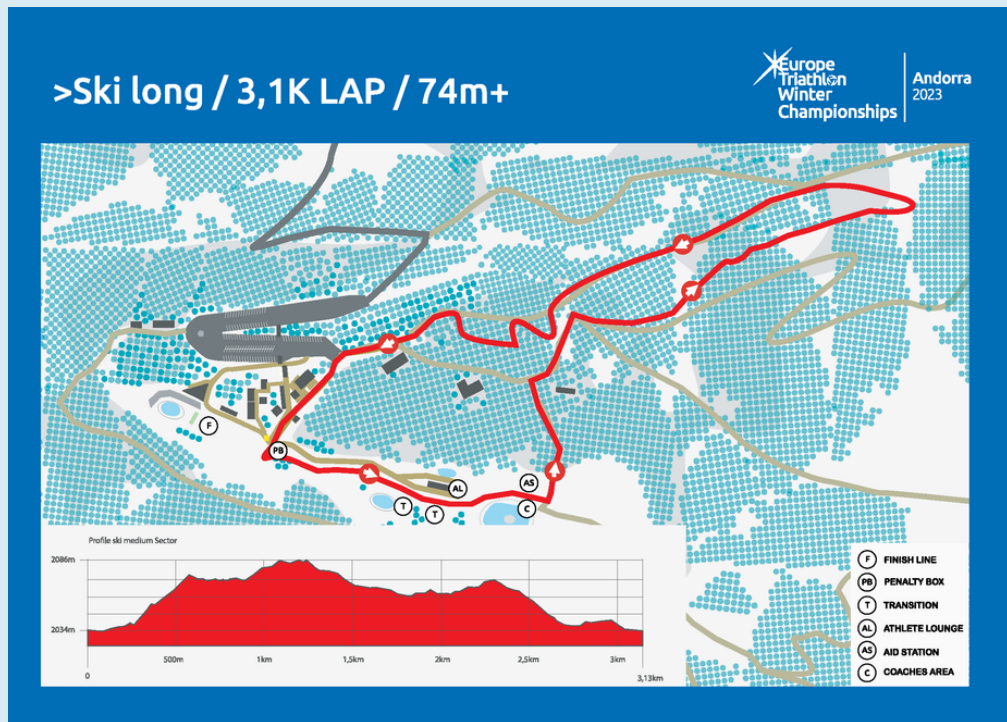 >Ski long / 3,1K LAP / 74m+
Europe
Triathlon
Winter
Championships
Andorra
2023
F
PB
AL
AS
T
T
C
Profile ski medium Sector
2086m
2034m
0
500m
1km
1,5km
2km
2,5km
3km
3,13km
F FINISH LINE
PB PENALTY BOX
T TRANSITION
AL ATHLETE LOUNGE
AS AID STATION
C COACHES AREA